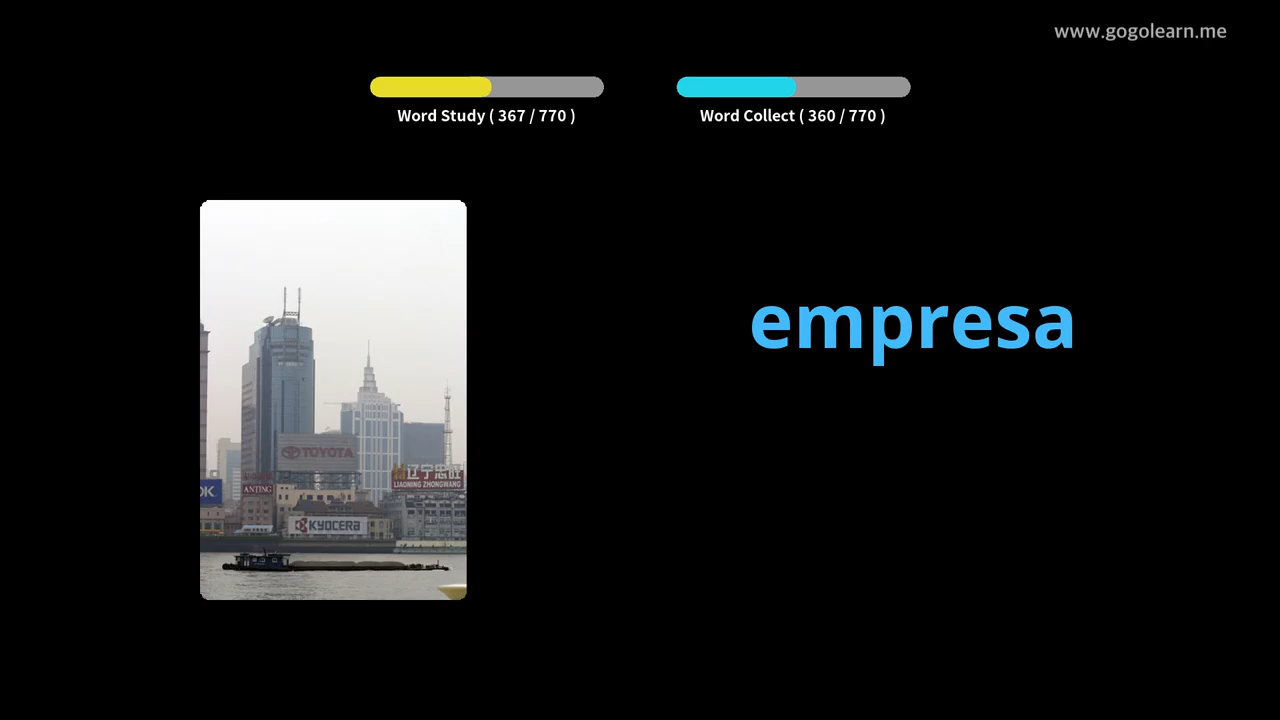 www.gogolearn.me
Word Study ( 367 / 770 )
Word Collect ( 360 / 770 )
empresa
TOYOTA
辽宁忠旺
LIAONING ZHONGWANG
ANTING
KYOCERA